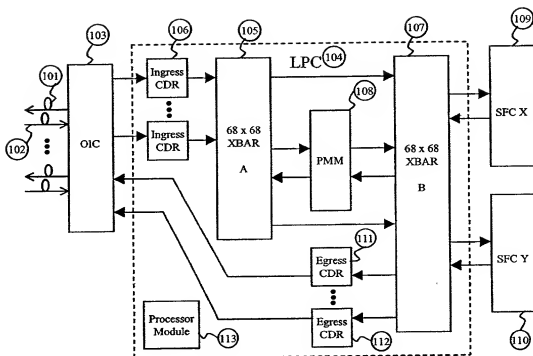 109
103
106
105
107
LPC 104
101
Ingress
CDR
108
SFC X
102
Ingress
CDR
OIC
68 x 68
XBAR
A
PMM
68 x 68
XBAR
B
111
Egress
CDR
SFC Y
Processor
Module
Egress
CDR
113
112
110